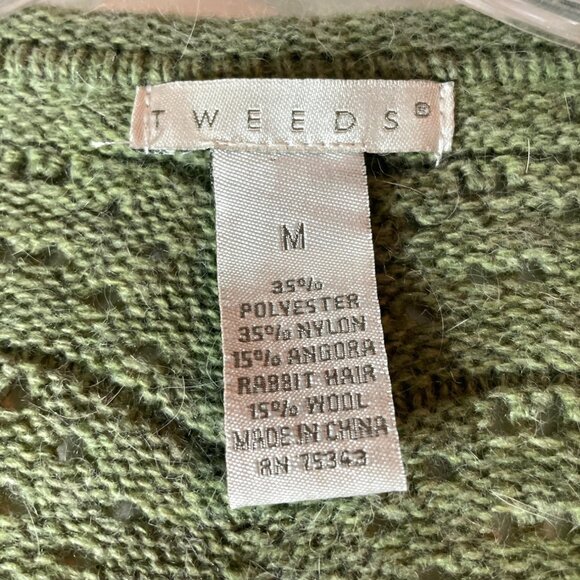 TWEEDS®
M
35%
POLYESTER
35% NYLON
15% ANGORA
RABBIT HAIR
15% WOOL
MADE IN CHINA
RN 75343